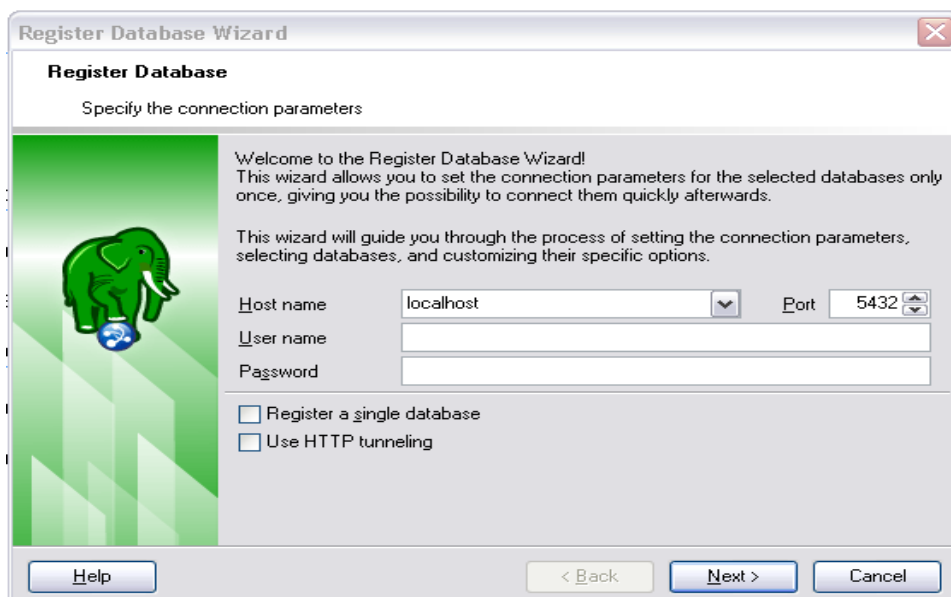 Register Database Wizard
Register Database
Specify the connection parameters
Welcome to the Register Database Wizard!
This wizard allows you to set the connection parameters for the selected databases only
once, giving you the possibility to connect them quickly afterwards.
This wizard will guide you through the process of setting the connection parameters,
selecting databases, and customizing their specific options.
Host name localhost Port 5432
User name
Password
Register a single database
Use HTTP tunneling
Help < Back Next > Cancel